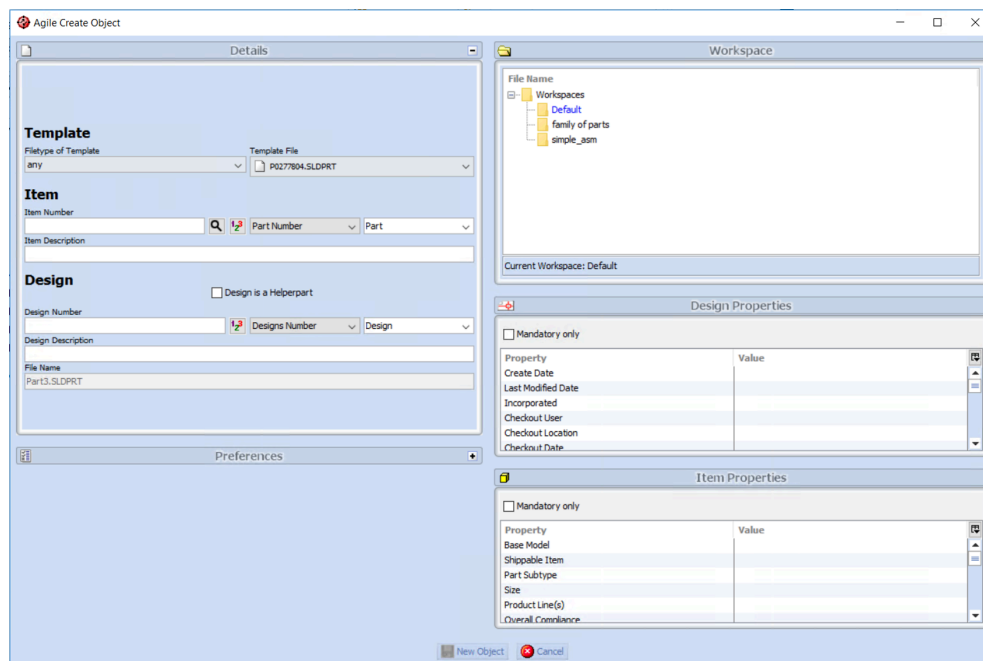 Agile Create Object
Details
Template
Filetype of Template Template File
any P0277804.SLDPRT
Item
Item Number
Part Number Part
Item Description
Design
Design is a Helperpart
Design Number
Designs Number Design
Design Description
File Name
Part3.SLDPRT
Preferences
Workspace
File Name
Workspaces
Default
family of parts
simple_asm
Current Workspace: Default
Design Properties
Mandatory only
Property Value
Create Date
Last Modified Date
Incorporated
Checkout User
Checkout Location
Checkout Date
Item Properties
Mandatory only
Property Value
Base Model
Shippable Item
Part Subtype
Size
Product Line(s)
Overall Compliance
New Object Cancel